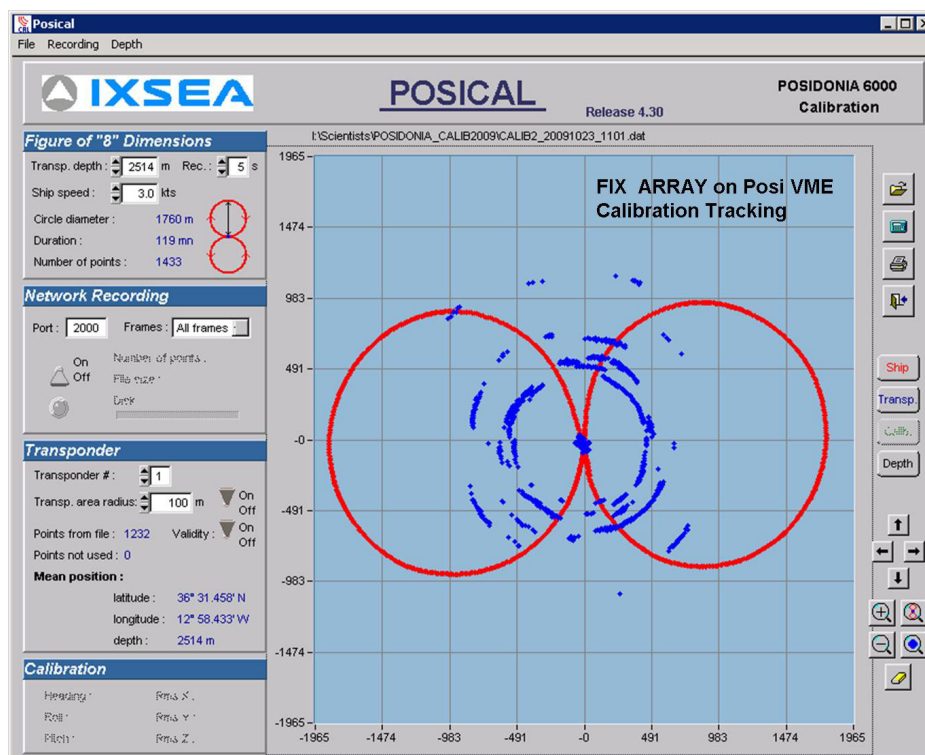 Posical
File Recording Depth
IXSEA
POSICAL
Release 4.30
POSIDONIA 6000
Calibration
Figure of "8" Dimensions
Transp. depth : 2514 m Rec. : 5 s
Ship speed : 3.0 kts
Circle diameter : 1760 m
Duration : 119 mn
Number of points : 1433
Network Recording
Port : 2000 Frames : All frames
On
Off
Number of points :
File size :
Disk
Transponder
Transponder # : 1
Transp. area radius: 100 m On
Off
Points from file : 1232 Validity : On
Off
Points not used : 0
Mean position :
latitude : 36° 31.458' N
longitude : 12° 58.433' W
depth : 2514 m
Calibration
Heading : Rms X :
Roll : Rms Y :
Pitch : Rms Z :
I:\Scientists\POSIDONIA_CALIB2009\CALIB2_20091023_1101.dat
FIX ARRAY on Posi VME
Calibration Tracking
1965
1474
983
491
-0
-491
-983
-1474
-1965
-1965 -1474 -983 -491 -0 491 983 1474 1965
Ship
Transp.
Calib.
Depth